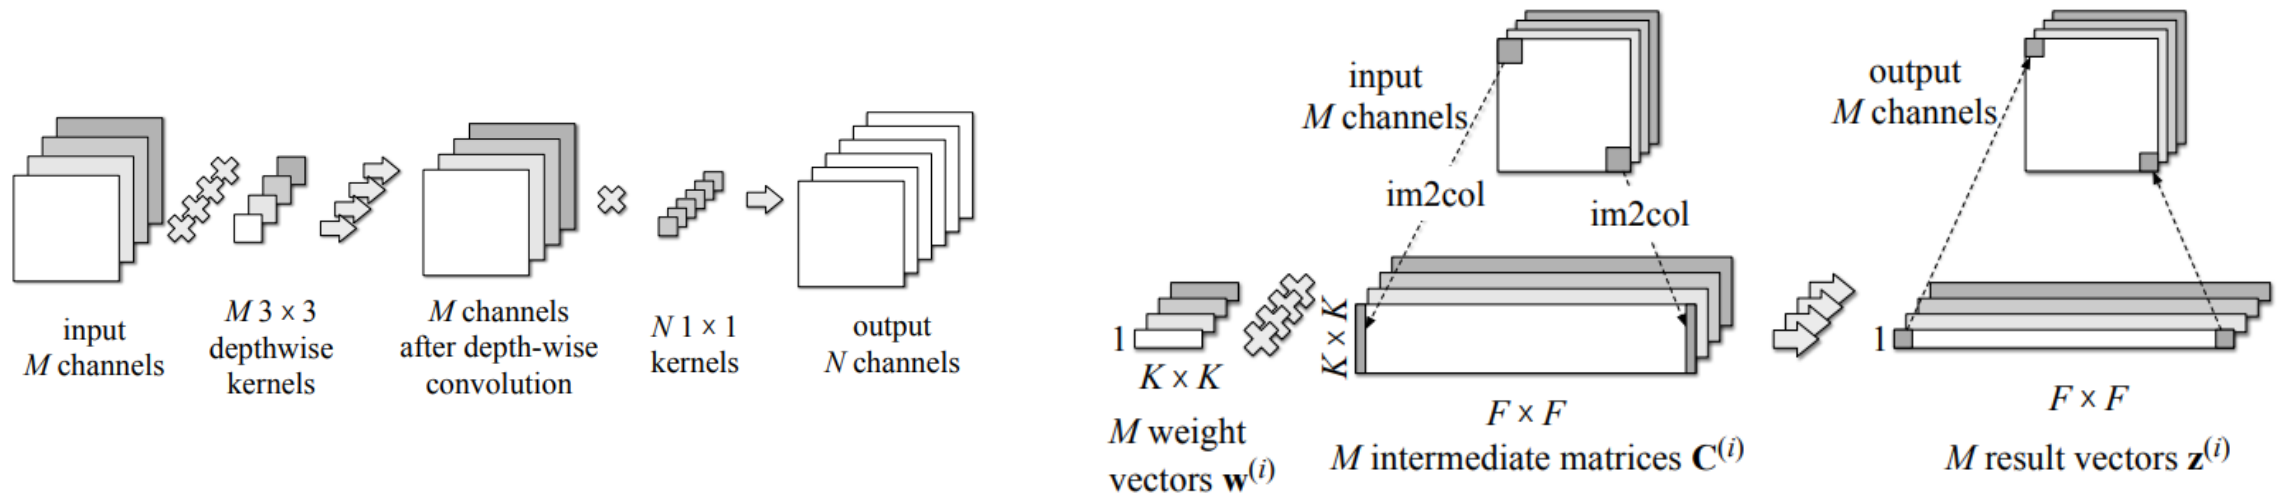 input
M channels
M 3 × 3
depthwise
kernels
M channels
after depth-wise
convolution
N 1 × 1
kernels
output
N channels
input
M channels
im2col
im2col
output
M channels
1
K × K
M weight
vectors w^(i)
K × K
F × F
M intermediate matrices C^(i)
1
F × F
M result vectors z^(i)